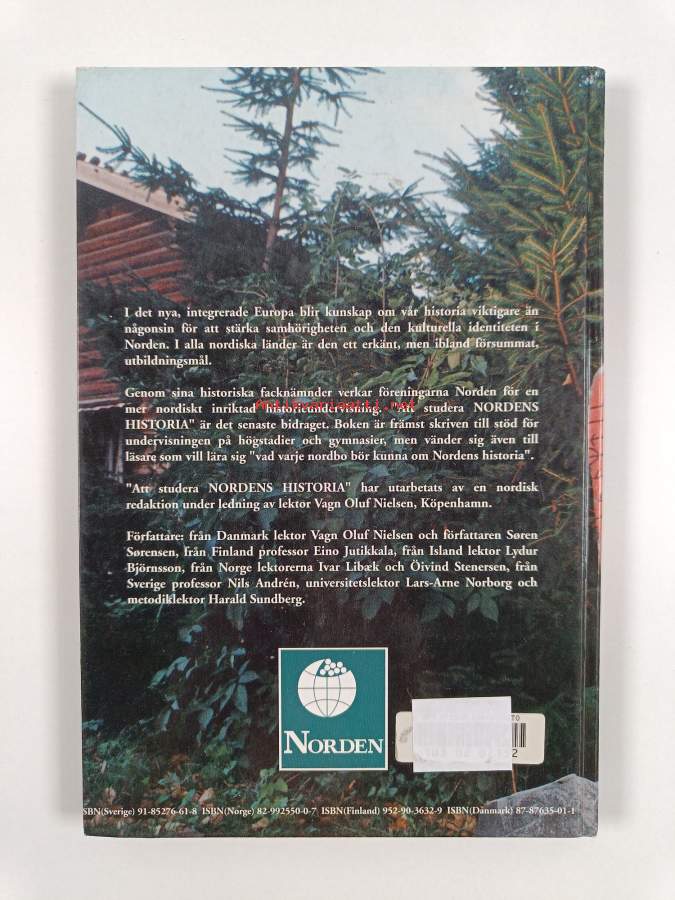 I det nya, integrerade Europa blir kunskap om vår historia viktigare än
någonsin för att stärka samhörigheten och den kulturella identiteten i
Norden. I alla nordiska länder är den ett erkänt, men ibland försummat,
utbildningsmål.
Genom sina historiska facknämnder verkar föreningarna Norden för en
mer nordiskt inriktad historieundervisning. "Att studera NORDENS
HISTORIA" är det senaste bidraget. Boken är främst skriven till stöd för
undervisningen på högstadier och gymnasier, men vänder sig även till
läsare som vill lära sig "vad varje nordbo bör kunna om Nordens historia".
"Att studera NORDENS HISTORIA" har utarbetats av en nordisk
redaktion under ledning av lektor Vagn Oluf Nielsen, Köpenhamn.
Författare: från Danmark lektor Vagn Oluf Nielsen och författaren Søren
Sørensen, från Finland professor Eino Jutikkala, från Island lektor Lydur
Björnsson, från Norge lektorerna Ivar Libæk och Öivind Stenersen, från
Sverige professor Nils Andrén, universitetslektor Lars-Arne Norborg och
metodiklektor Harald Sundberg.
NORDEN
SBN(Sverige) 91-85276-61-8 ISBN(Norge) 82-992550-0-7 ISBN(Finland) 952-90-3632-9 ISBN(Danmark) 87-87635-01-1